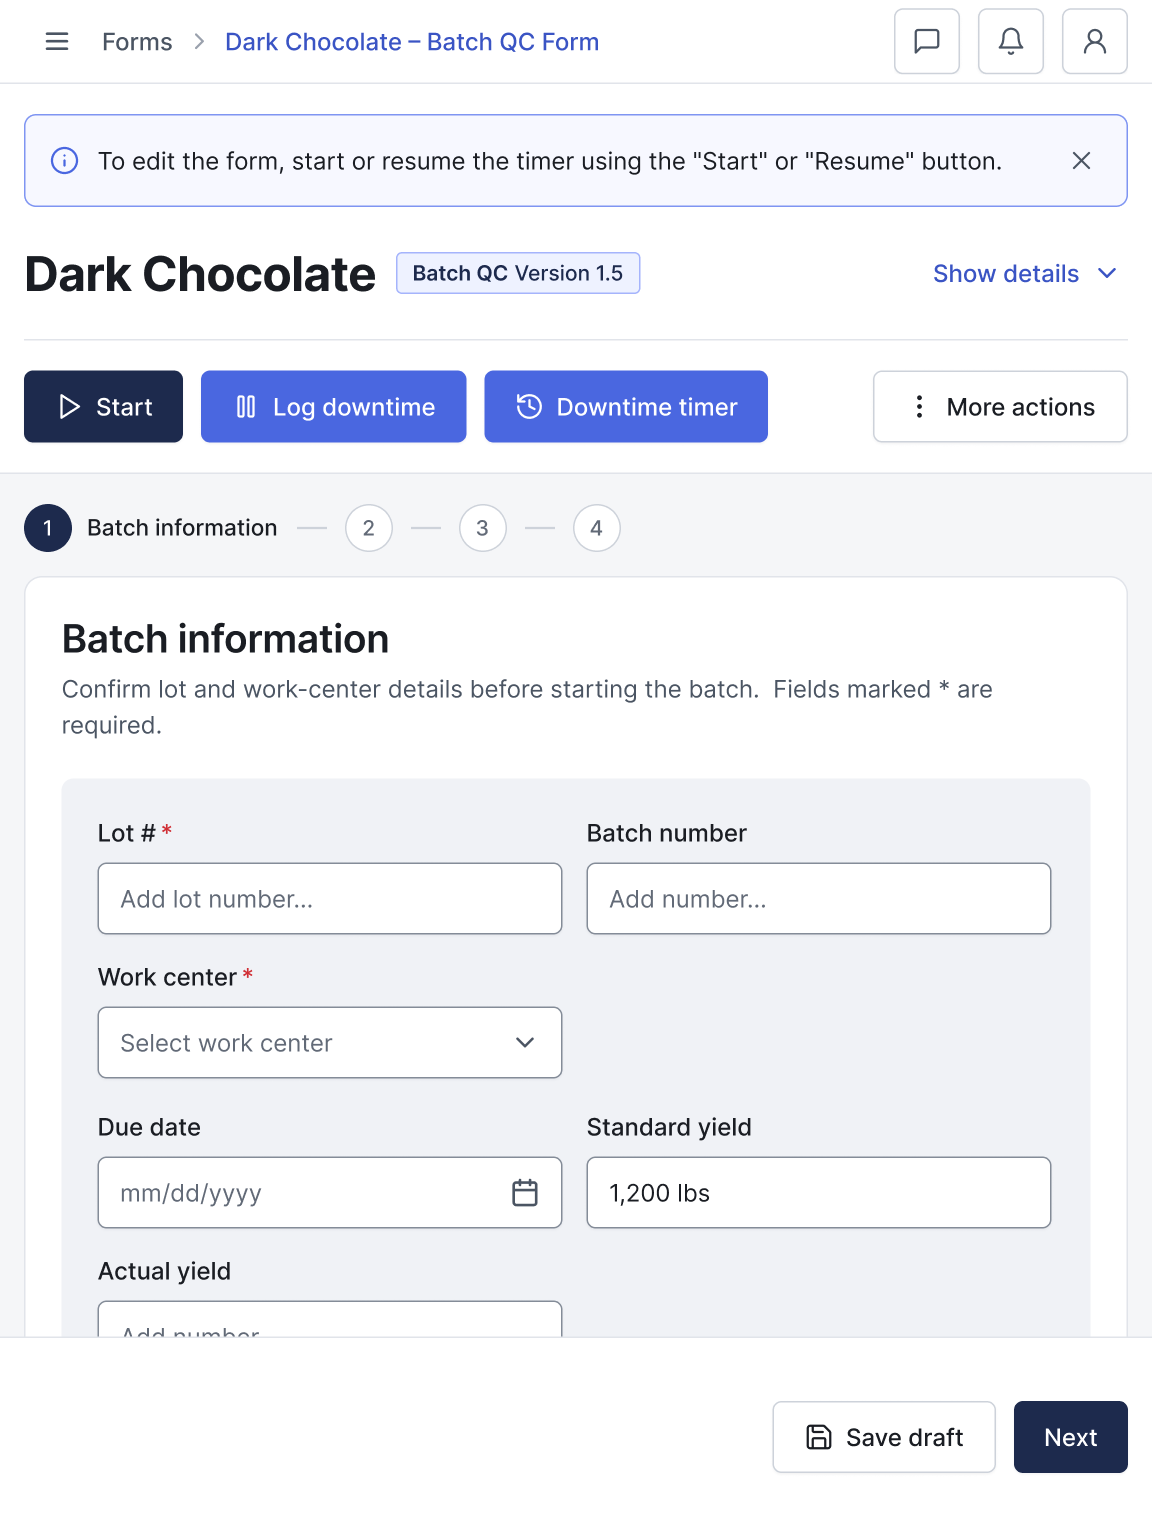 Forms > Dark Chocolate – Batch QC Form
To edit the form, start or resume the timer using the "Start" or "Resume" button.
Dark Chocolate
Batch QC Version 1.5
Show details
Start
Log downtime
Downtime timer
More actions
1 Batch information 2 3 4
Batch information
Confirm lot and work-center details before starting the batch.  Fields marked * are
required.
Lot # *
Batch number
Add lot number...
Add number...
Work center *
Select work center
Due date
Standard yield
mm/dd/yyyy
1,200 lbs
Actual yield
Add number
Save draft
Next